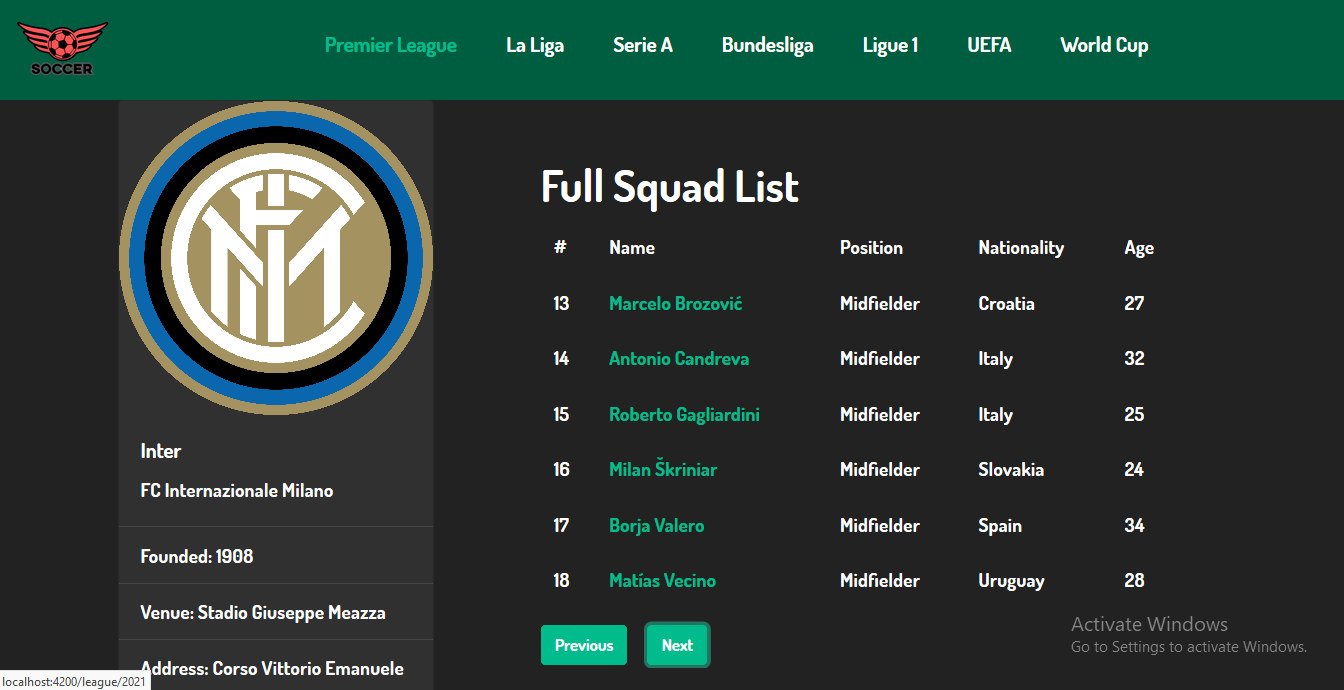 SOCCER
Premier League La Liga Serie A Bundesliga Ligue 1 UEFA World Cup
Inter
FC Internazionale Milano
Founded: 1908
Venue: Stadio Giuseppe Meazza
Address: Corso Vittorio Emanuele
Full Squad List
# Name Position Nationality Age
13 Marcelo Brozović Midfielder Croatia 27
14 Antonio Candreva Midfielder Italy 32
15 Roberto Gagliardini Midfielder Italy 25
16 Milan Škriniar Midfielder Slovakia 24
17 Borja Valero Midfielder Spain 34
18 Matías Vecino Midfielder Uruguay 28
Previous Next
Activate Windows
Go to Settings to activate Windows.
localhost:4200/league/2021